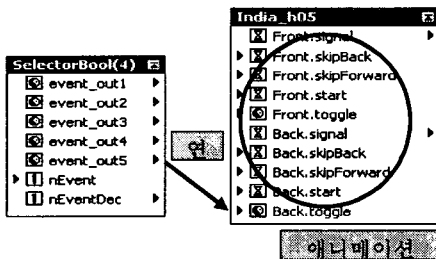 SelectorBool(4)
event_out1
event_out2
event_out3
event_out4
event_out5
nEvent
nEventDec
연
India_h05
Front.signal
Front.skipBack
Front.skipForward
Front.start
Front.toggle
Back.signal
Back.skipBack
Back.skipForward
Back.start
Back.toggle
애니메이션